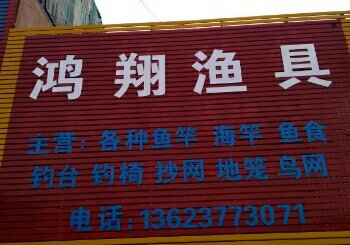 鸿翔渔具
主营：各种鱼竿 海竿 鱼食
钓台 钓椅 抄网 地笼 鸟网
电话：13623773071